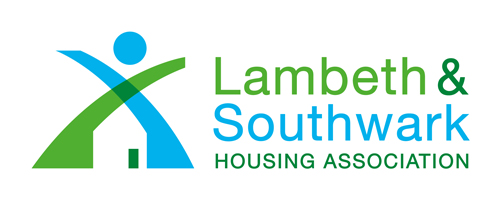 Lambeth &
Southwark
HOUSING ASSOCIATION